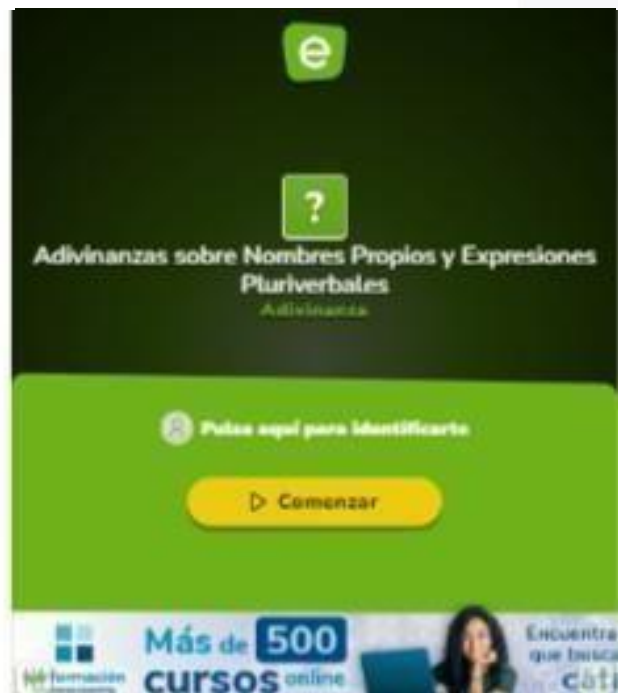 e
?
Adivinanzas sobre Nombres Propios y Expresiones
Pluriverbales
Adivinanza
Pulsa aquí para identificarte
Comenzar
Más de 500
cursos online
Encuentra
que busca
formación